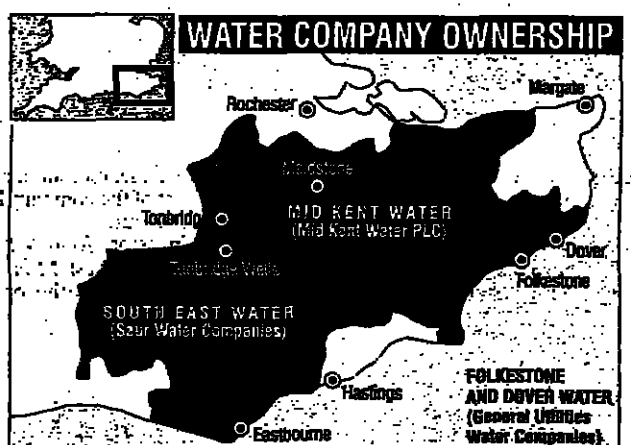 WATER COMPANY OWNERSHIP
Rochester
Margate
Maidstone
MID KENT WATER
(Mid Kent Water PLC)
Tonbridge
Tunbridge Wells
Dover
Folkestone
SOUTH EAST WATER
(Saur Water Companies)
Hastings
FOLKESTONE
AND DOVER WATER
(General Utilities
Water Companies)
Eastbourne